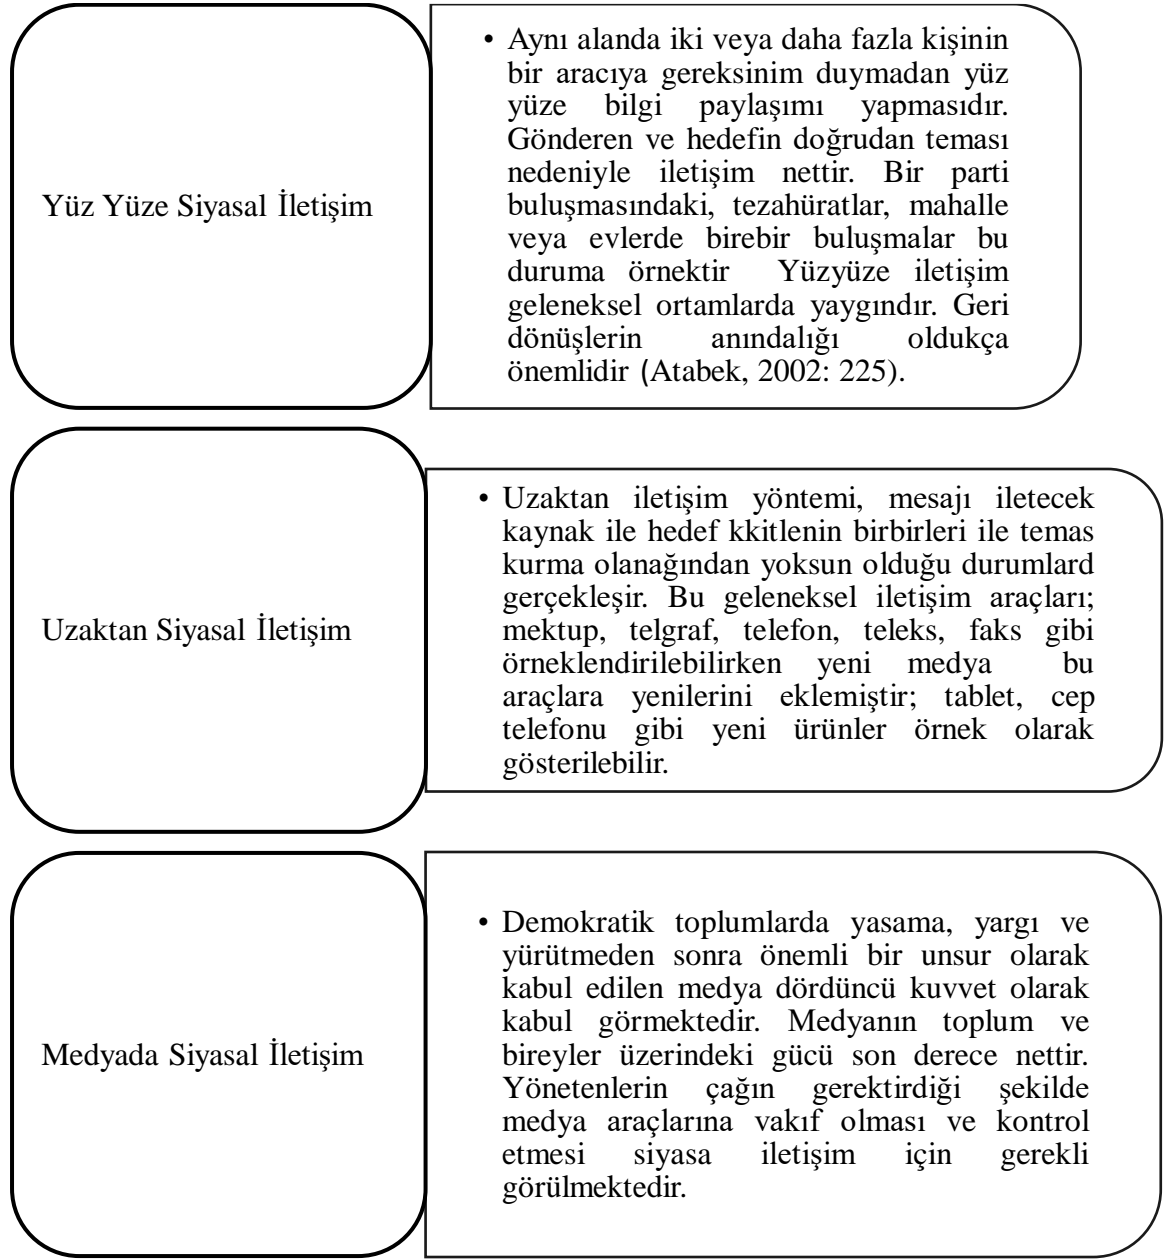 Yüz Yüze Siyasal İletişim
• Aynı alanda iki veya daha fazla kişinin
bir aracıya gereksinim duymadan yüz
yüze bilgi paylaşımı yapmasıdır.
Gönderen ve hedefin doğrudan teması
nedeniyle iletişim nettir. Bir parti
buluşmasındaki, tezahüratlar, mahalle
veya evlerde birebir buluşmalar bu
duruma örnektir Yüzyüze iletişim
geleneksel ortamlarda yaygındır. Geri
dönüşlerin anındalığı oldukça
önemlidir (Atabek, 2002: 225).
Uzaktan Siyasal İletişim
• Uzaktan iletişim yöntemi, mesajı iletecek
kaynak ile hedef kkitlenin birbirleri ile temas
kurma olanağından yoksun olduğu durumlard
gerçekleşir. Bu geleneksel iletişim araçları;
mektup, telgraf, telefon, teleks, faks gibi
örneklendirilebilirken yeni medya bu
araçlara yenilerini eklemiştir; tablet, cep
telefonu gibi yeni ürünler örnek olarak
gösterilebilir.
Medyada Siyasal İletişim
• Demokratik toplumlarda yasama, yargı ve
yürütmeden sonra önemli bir unsur olarak
kabul edilen medya dördüncü kuvvet olarak
kabul görmektedir. Medyanın toplum ve
bireyler üzerindeki gücü son derece nettir.
Yönetenlerin çağın gerektirdiği şekilde
medya araçlarına vakıf olması ve kontrol
etmesi siyasa iletişim için gerekli
görülmektedir.